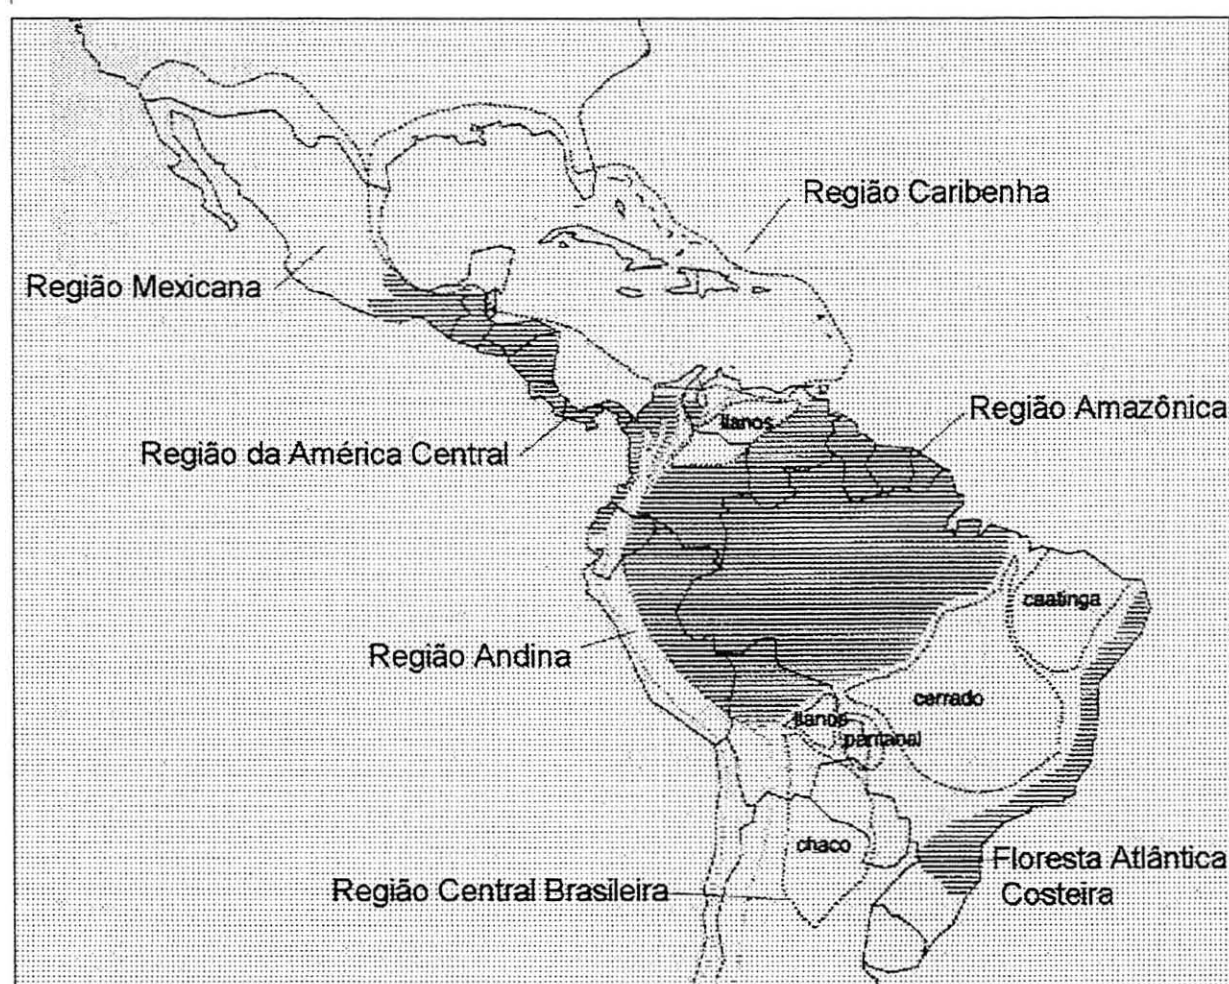 Região Caribenha
Região Mexicana
Região Amazônica
llanos
Região da América Central
caatinga
Região Andina
cerrado
llanos
pantanal
chaco
Floresta Atlântica
Costeira
Região Central Brasileira